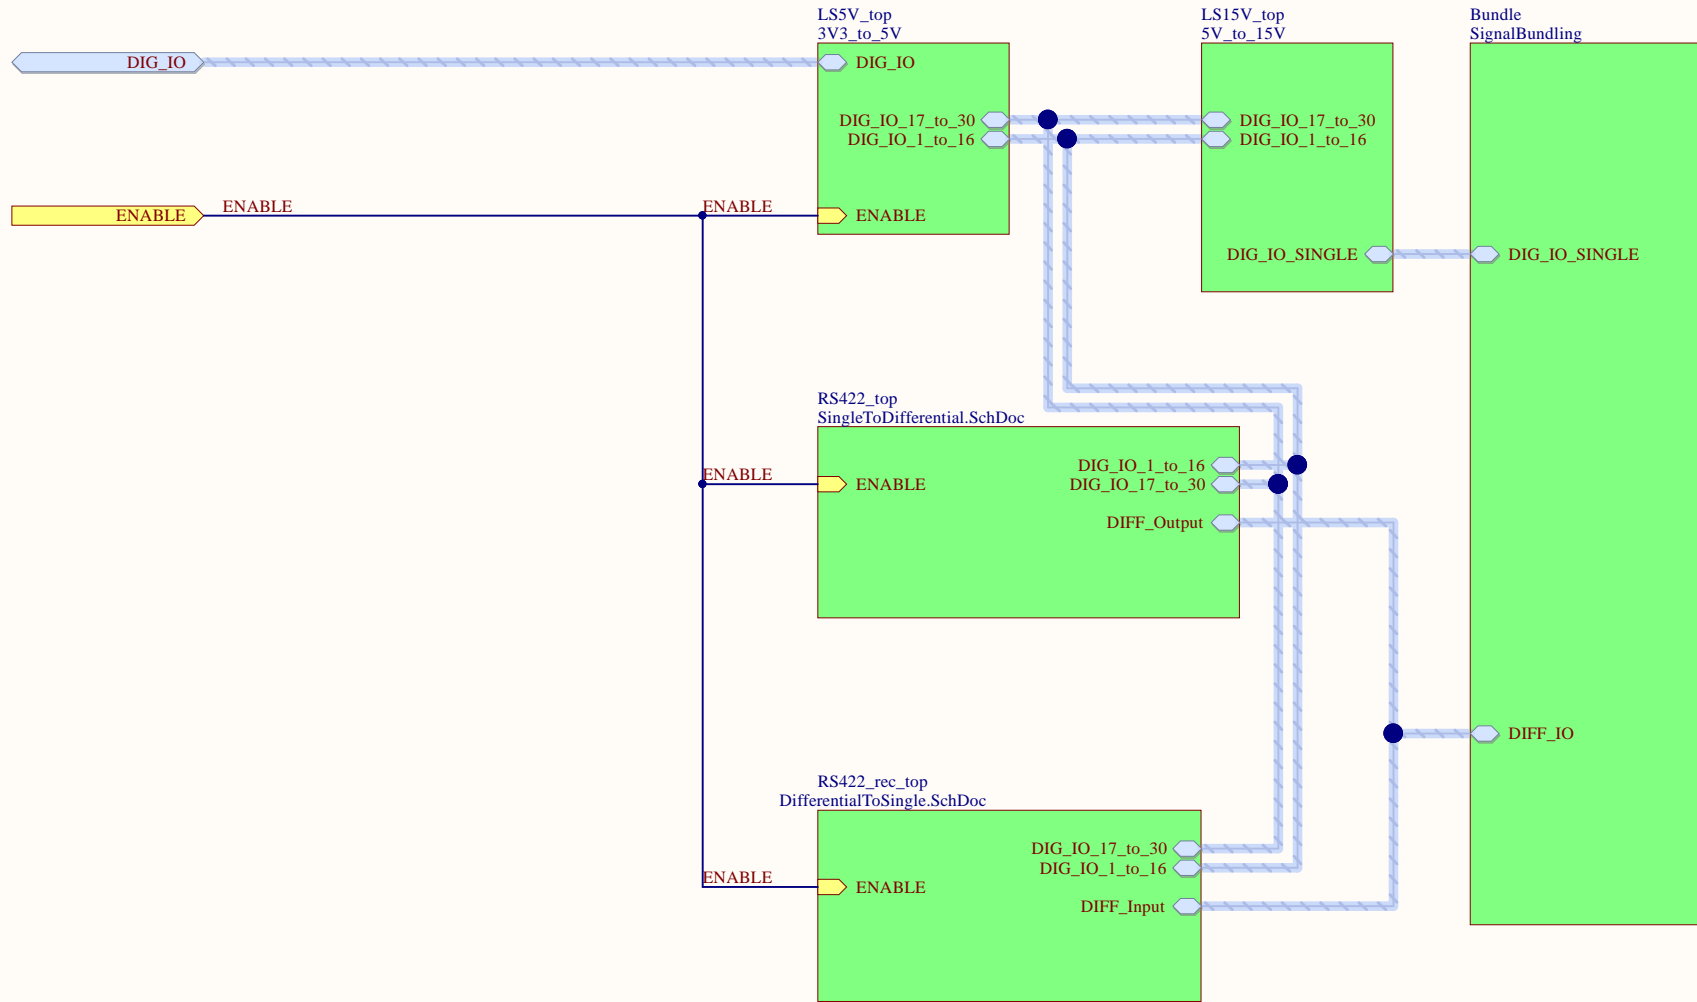 LS5V_top
3V3_to_5V
LS15V_top
5V_to_15V
Bundle
SignalBundling
DIG_IO
DIG_IO
DIG_IO_17_to_30
DIG_IO_1_to_16
DIG_IO_17_to_30
DIG_IO_1_to_16
ENABLE
ENABLE
ENABLE
ENABLE
DIG_IO_SINGLE
DIG_IO_SINGLE
RS422_top
SingleToDifferential.SchDoc
DIG_IO_1_to_16
ENABLE
ENABLE
DIG_IO_17_to_30
DIFF_Output
DIFF_IO
RS422_rec_top
DifferentialToSingle.SchDoc
DIG_IO_17_to_30
DIG_IO_1_to_16
ENABLE
ENABLE
DIFF_Input